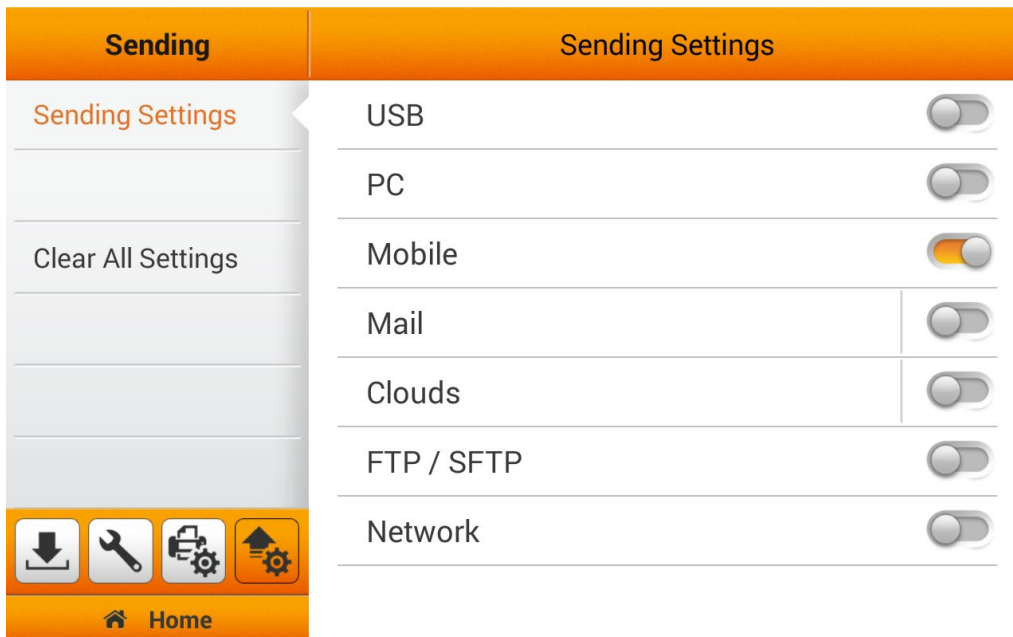 Sending
Sending Settings
Sending Settings
Clear All Settings
USB
PC
Mobile
Mail
Clouds
FTP / SFTP
Network
Home